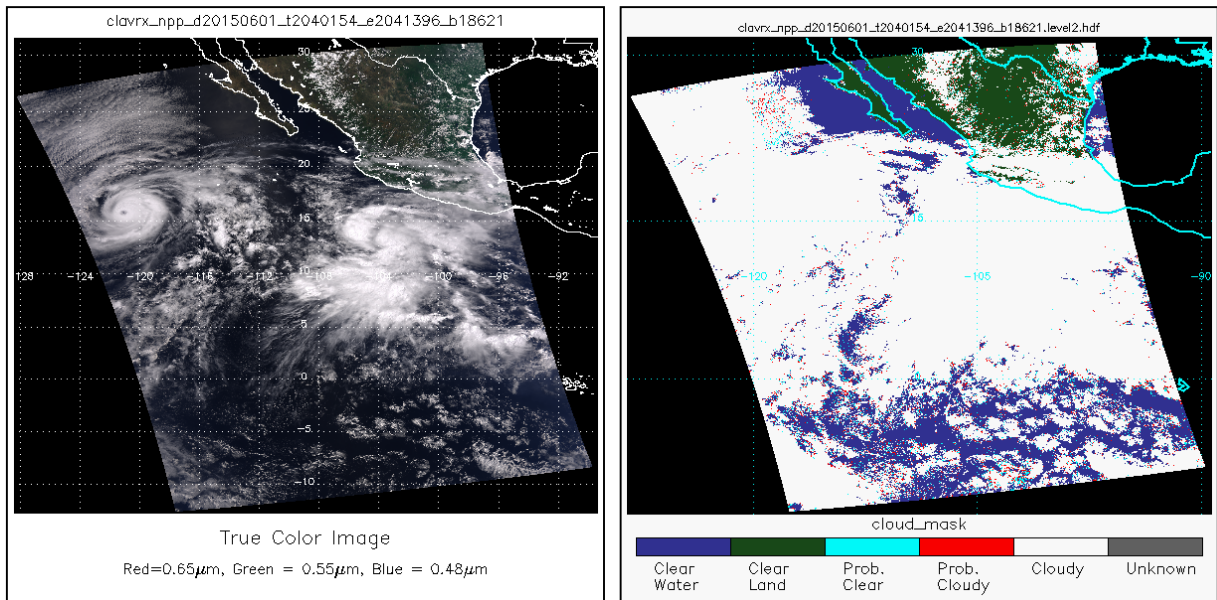 clavrx_npp_d20150601_t2040154_e2041396_b18621
30
20
15
-128
-120
-116
-112
10
-108
-104
-100
-96
-92
5
0
-5
-10
True Color Image
Red=0.65μm, Green = 0.55μm, Blue = 0.48μm
clavrx_npp_d20150601_t2040154_e2041396_b18621.level2.hdf
30
15
-120
-105
-90
cloud_mask
Clear Water
Clear Land
Prob. Clear
Prob. Cloudy
Cloudy
Unknown